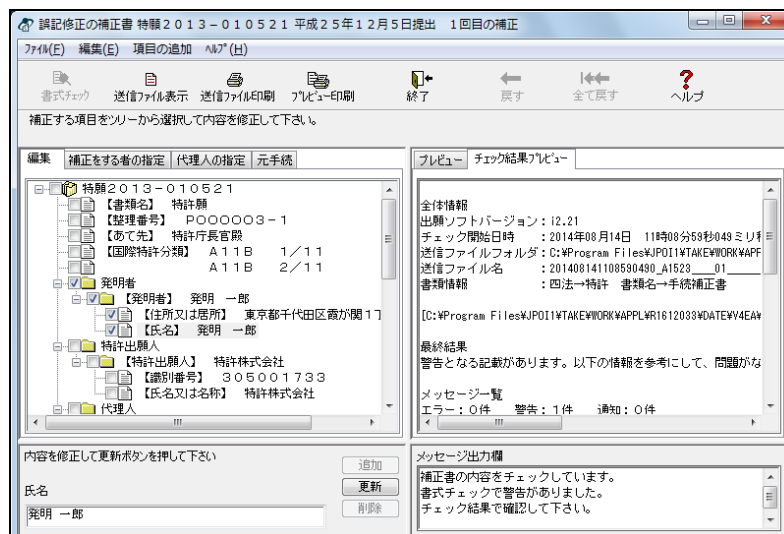 誤記修正の補正書 特願２０１３－０１０５２１ 平成２５年１２月５日提出　１回目の補正
ﾌｧｲﾙ(F)　編集(E)　項目の追加　ﾍﾙﾌﾟ(H)
書式ﾁｪｯｸ　送信ﾌｧｲﾙ表示　送信ﾌｧｲﾙ印刷　ﾌﾟﾚﾋﾞｭｰ印刷　終了　戻す　全て戻す　ヘルプ
補正する項目をツリーから選択して内容を修正して下さい。
編集　補正をする者の指定　代理人の指定　元手続
特願２０１３－０１０５２１
【書類名】　特許願
【整理番号】　Ｐ０００００３－１
【あて先】　特許庁長官殿
【国際特許分類】　Ａ１１Ｂ　１／１１
Ａ１１Ｂ　２／１１
発明者
【発明者】　発明　一郎
【住所又は居所】　東京都千代田区霞が関１丁
【氏名】　発明　一郎
特許出願人
【特許出願人】　特許株式会社
【識別番号】　３０５００１７３３
【氏名又は名称】　特許株式会社
代理人
プレビュー　チェック結果プレビュー
全体情報
出願ソフトバージョン：i2.21
チェック開始日時　：2014年08月14日　11時08分59秒049ミリ秒
送信ファイルフォルダ：C:¥Program Files¥JPOI1¥TAKE¥WORK¥APP
送信ファイル名　：201408141108590490_A1523____01_
書類情報　：四法→特許　書類名→手続補正書
[C:¥Program Files¥JPOI1¥TAKE¥WORK¥APPL¥R1612033¥DATE¥V4EA¥
最終結果
警告となる記載があります。以下の情報を参考にして、問題がな
メッセージ一覧
エラー：０件　警告：１件　通知：０件
内容を修正して更新ボタンを押して下さい
追加
氏名
更新
発明 一郎
削除
メッセージ出力欄
補正書の内容をチェックしています。
書式チェックで警告がありました。
チェック結果で確認して下さい。